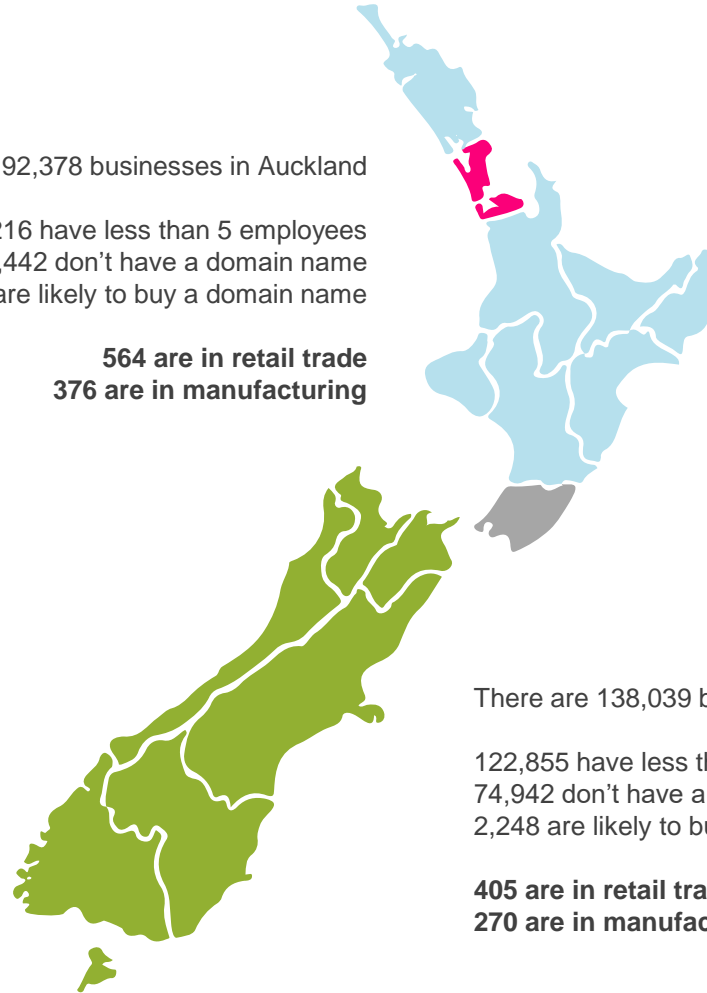 92,378 businesses in Auckland
216 have less than 5 employees
,442 don't have a domain name
are likely to buy a domain name
564 are in retail trade
376 are in manufacturing
There are 138,039 b
122,855 have less th
74,942 don't have a
2,248 are likely to bu
405 are in retail tra
270 are in manufac